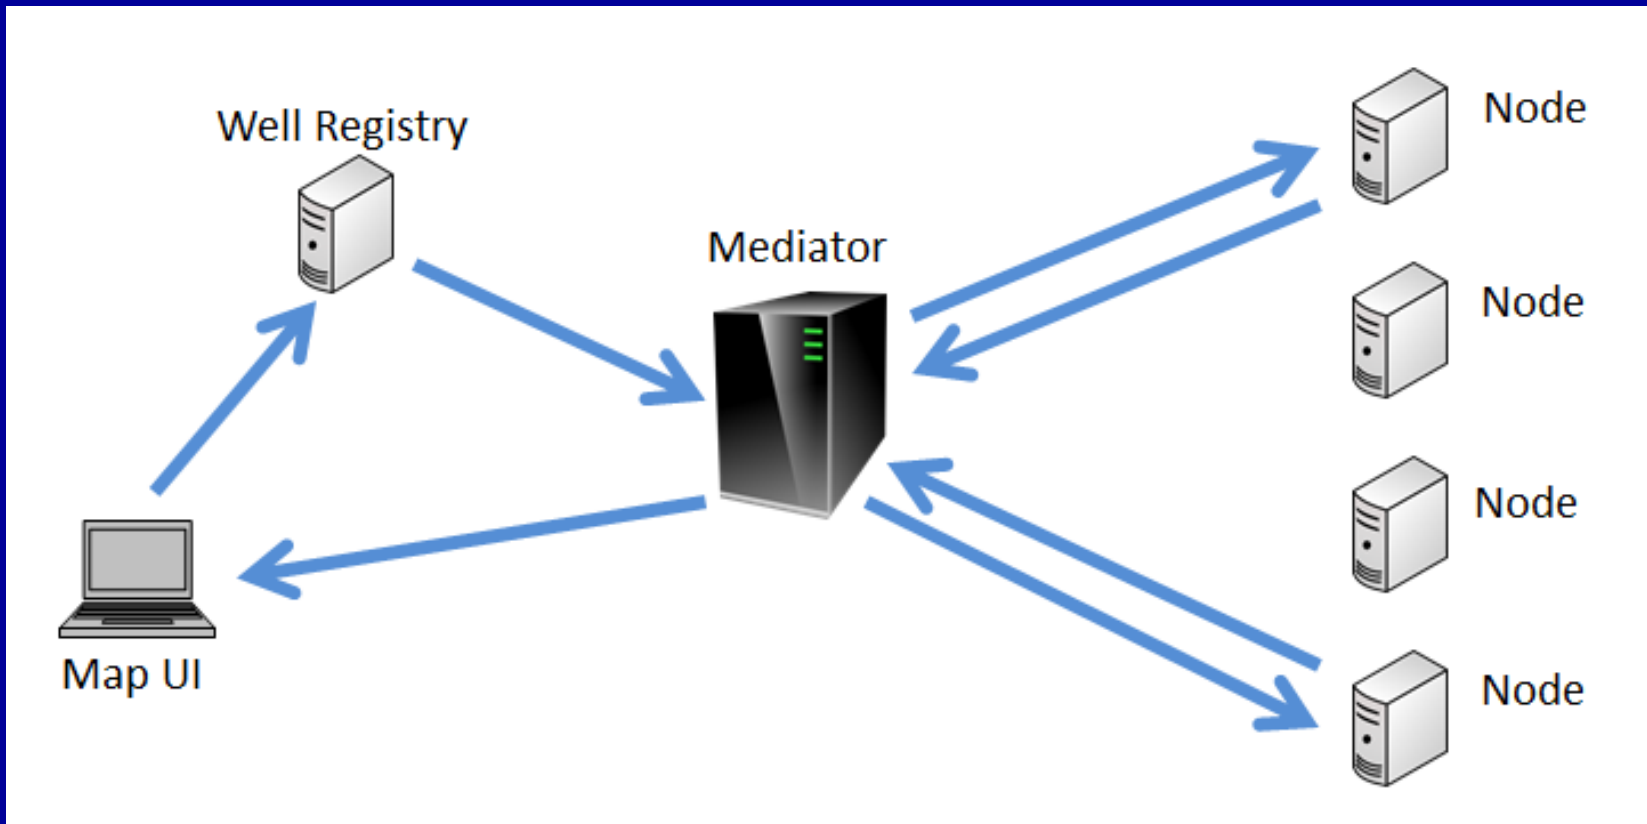 Well Registry
Mediator
Map UI
Node
Node
Node
Node